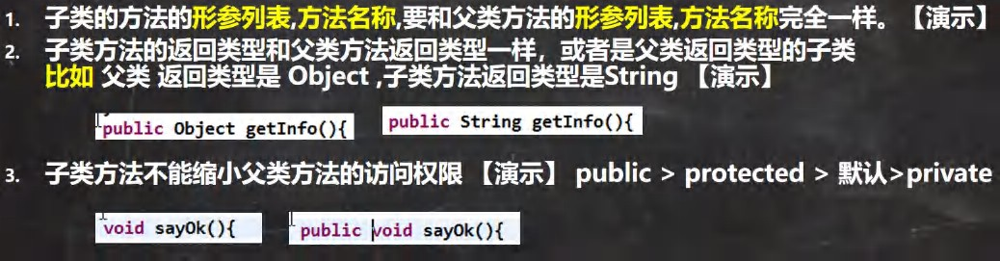 1. 子类的方法的形参列表,方法名称,要和父类方法的形参列表,方法名称完全一样。【演示】
2. 子类方法的返回类型和父类方法返回类型一样，或者是父类返回类型的子类
比如 父类 返回类型是 Object ,子类方法返回类型是String 【演示】
public Object getInfo(){ public String getInfo(){
3. 子类方法不能缩小父类方法的访问权限 【演示】 public > protected > 默认>private
void sayOk(){ public void sayOk(){